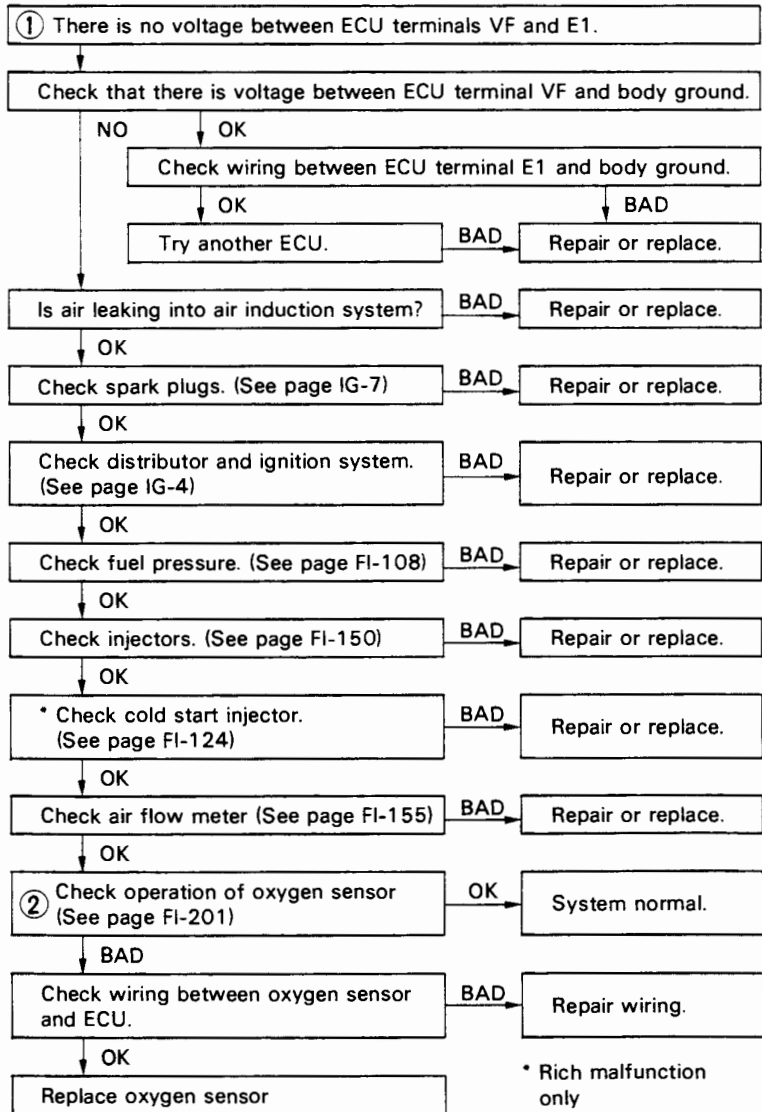 ① There is no voltage between ECU terminals VF and E1.
Check that there is voltage between ECU terminal VF and body ground.
NO
OK
Check wiring between ECU terminal E1 and body ground.
OK
BAD
Try another ECU.
BAD
Repair or replace.
Is air leaking into air induction system?
BAD
Repair or replace.
OK
Check spark plugs. (See page IG-7)
BAD
Repair or replace.
OK
Check distributor and ignition system.
(See page IG-4)
BAD
Repair or replace.
OK
Check fuel pressure. (See page FI-108)
BAD
Repair or replace.
OK
Check injectors. (See page FI-150)
BAD
Repair or replace.
OK
* Check cold start injector.
(See page FI-124)
BAD
Repair or replace.
OK
Check air flow meter (See page FI-155)
BAD
Repair or replace.
OK
② Check operation of oxygen sensor
(See page FI-201)
OK
System normal.
BAD
Check wiring between oxygen sensor
and ECU.
BAD
Repair wiring.
OK
Replace oxygen sensor
* Rich malfunction
only